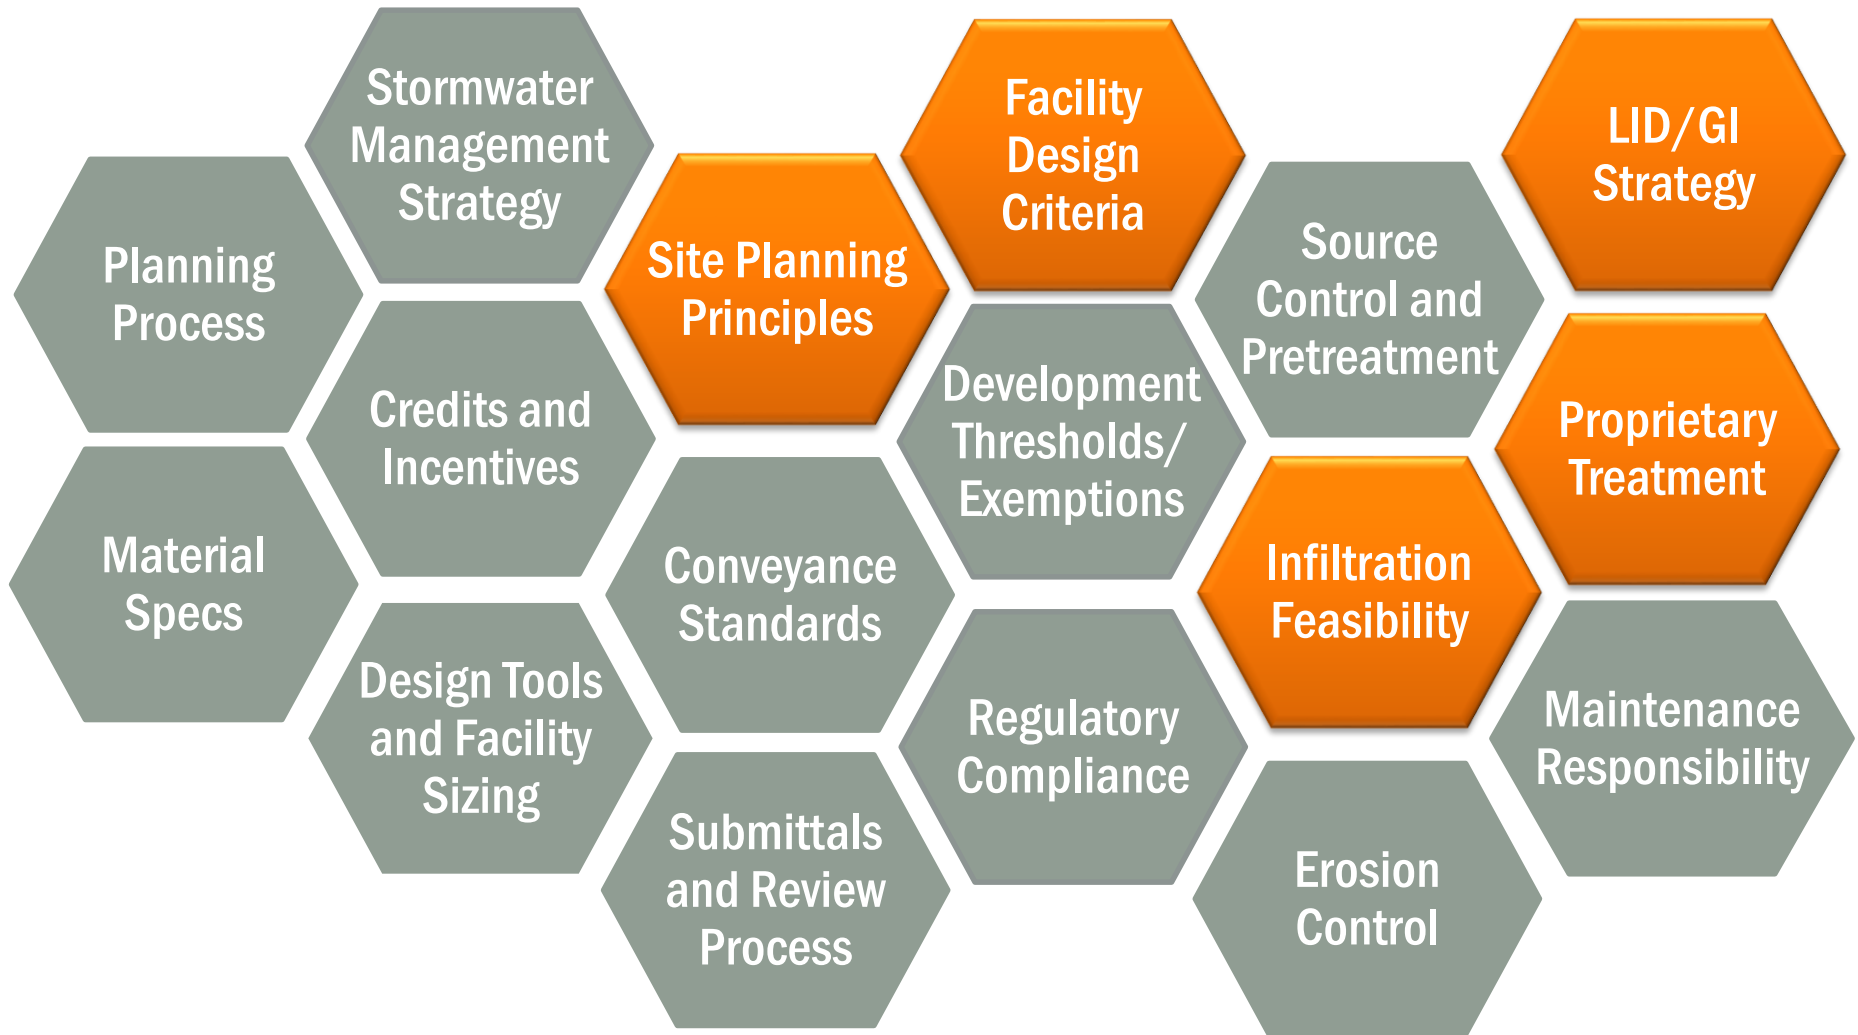 Stormwater
Management
Strategy
Facility
Design
Criteria
LID/GI
Strategy
Planning
Process
Site Planning
Principles
Source
Control and
Pretreatment
Credits and
Incentives
Development
Thresholds/
Exemptions
Proprietary
Treatment
Material
Specs
Conveyance
Standards
Infiltration
Feasibility
Design Tools
and Facility
Sizing
Regulatory
Compliance
Maintenance
Responsibility
Submittals
and Review
Process
Erosion
Control